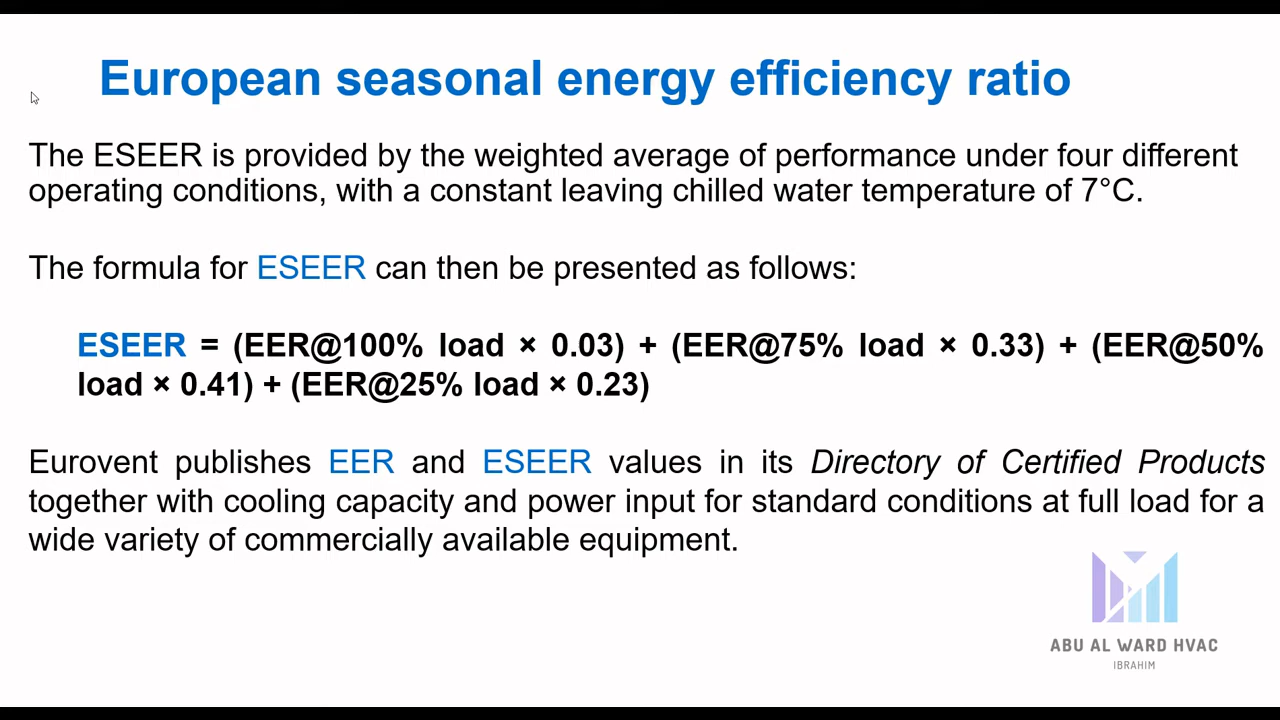 European seasonal energy efficiency ratio
The ESEER is provided by the weighted average of performance under four different
operating conditions, with a constant leaving chilled water temperature of 7°C.
The formula for ESEER can then be presented as follows:
ESEER = (EER@100% load × 0.03) + (EER@75% load × 0.33) + (EER@50%
load × 0.41) + (EER@25% load × 0.23)
Eurovent publishes EER and ESEER values in its Directory of Certified Products
together with cooling capacity and power input for standard conditions at full load for a
wide variety of commercially available equipment.
ABU AL WARD HVAC
IBRAHIM